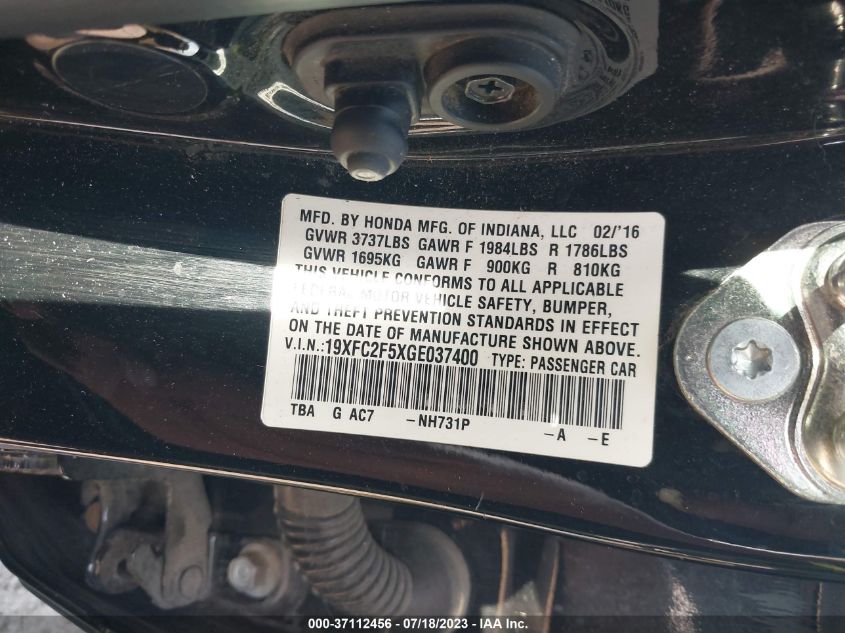 MFD. BY HONDA MFG. OF INDIANA, LLC 02/'16
GVWR 3737LBS GAWR F 1984LBS R 1786LBS
GVWR 1695KG GAWR F 900KG R 810KG
THIS VEHICLE CONFORMS TO ALL APPLICABLE
FEDERAL MOTOR VEHICLE SAFETY, BUMPER,
AND THEFT PREVENTION STANDARDS IN EFFECT
ON THE DATE OF MANUFACTURE SHOWN ABOVE.
V.I.N.:19XFC2F5XGE037400 TYPE: PASSENGER CAR
TBA G AC7 -NH731P -A -E
000-37112456 / 07/18/2023 / IAA Inc.